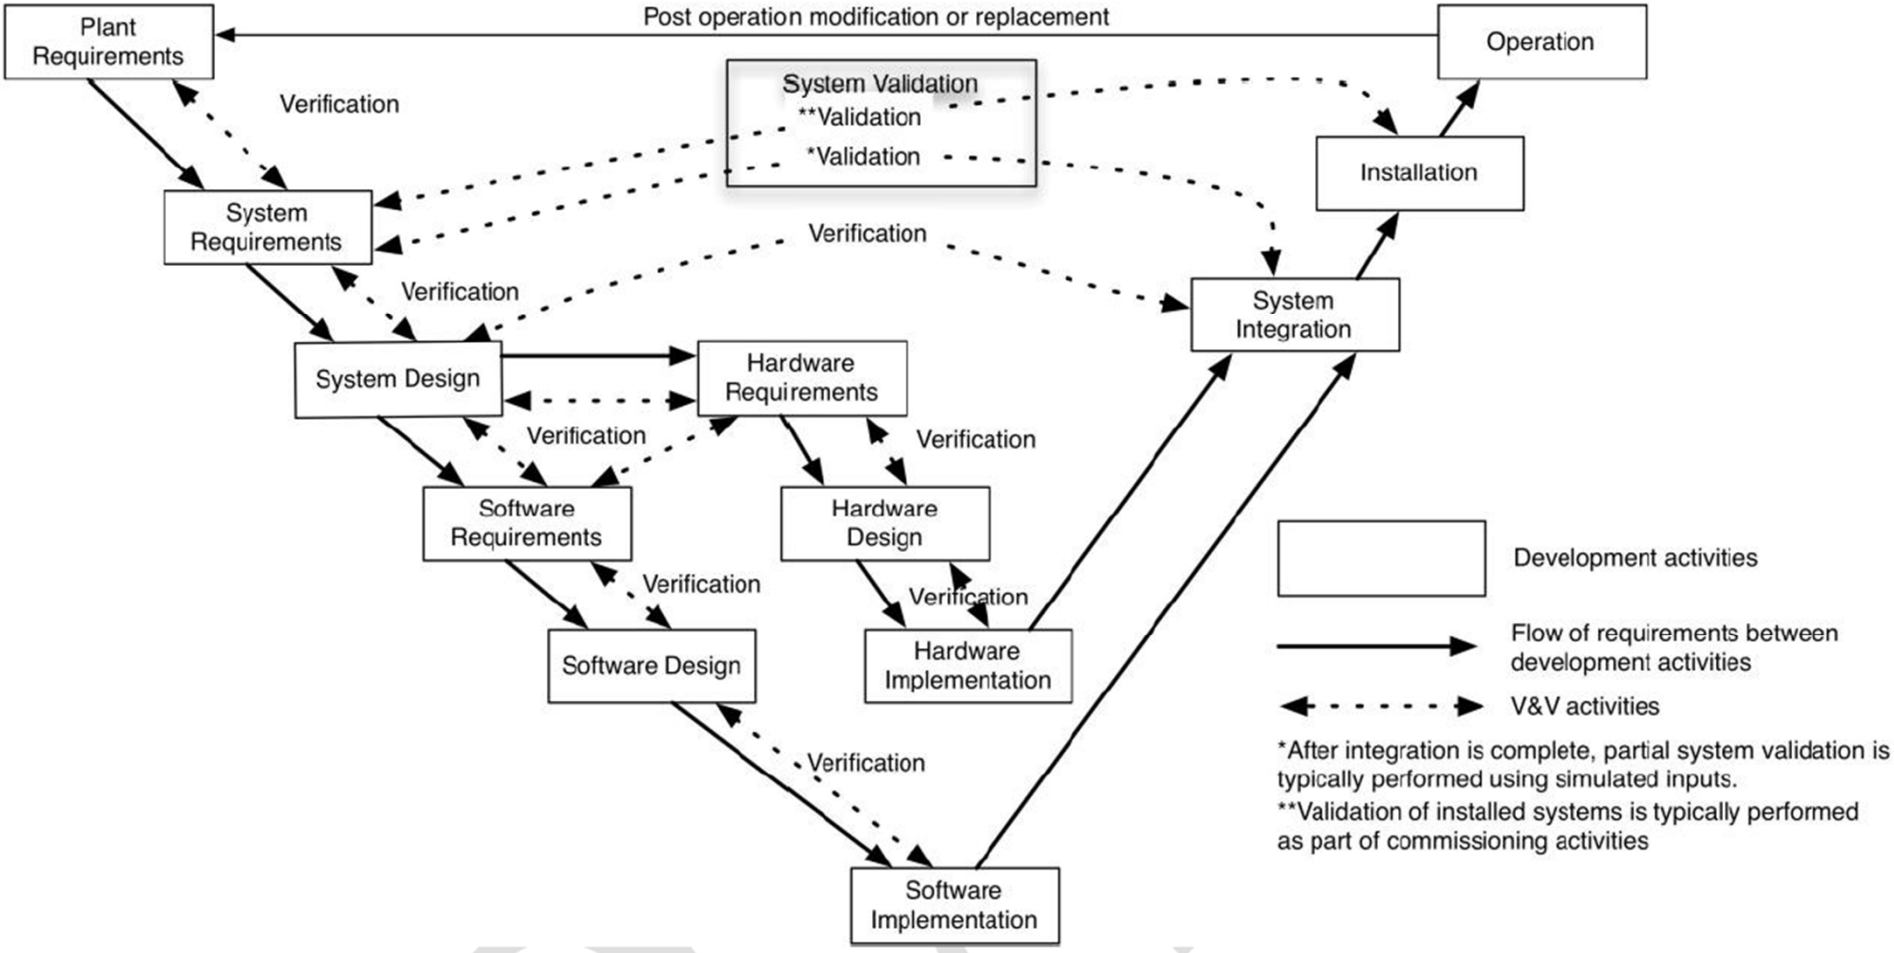 Plant
Requirements
Post operation modification or replacement
Operation
Verification
System Validation
**Validation
*Validation
Installation
System
Requirements
Verification
Verification
System
Integration
System Design
Hardware
Requirements
Verification
Verification
Software
Requirements
Hardware
Design
Verification
Verification
Software Design
Hardware
Implementation
Verification
Software
Implementation
Development activities
Flow of requirements between
development activities
V&V activities
*After integration is complete, partial system validation is
typically performed using simulated inputs.
**Validation of installed systems is typically performed
as part of commissioning activities